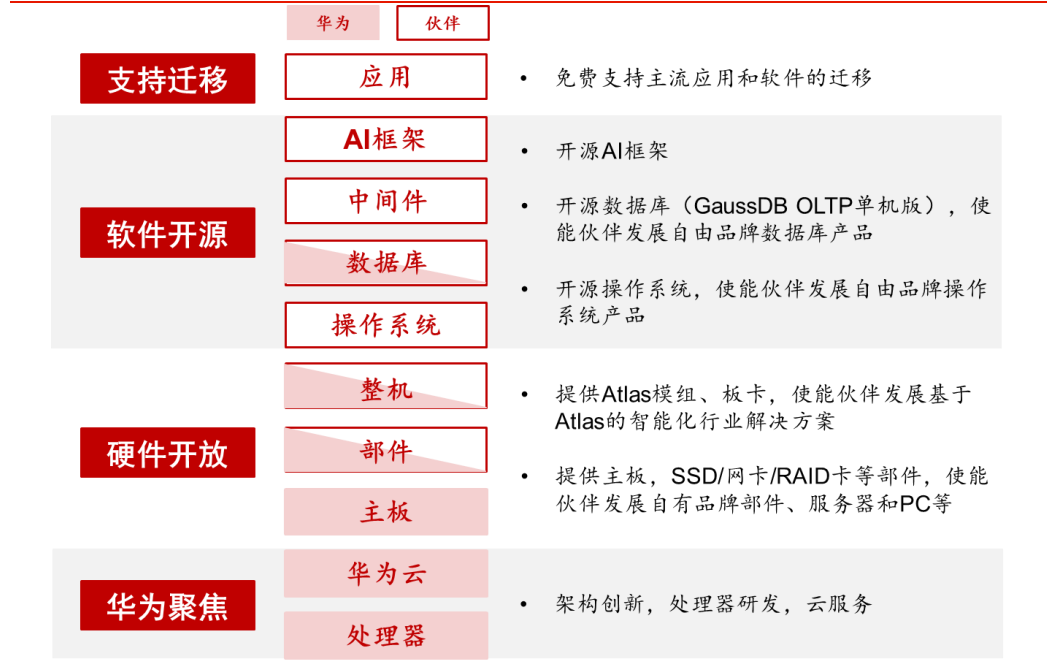 华为 伙伴
支持迁移
应用
• 免费支持主流应用和软件的迁移
软件开源
AI框架
中间件
数据库
操作系统
• 开源AI框架
• 开源数据库（GaussDB OLTP单机版），使
能伙伴发展自由品牌数据库产品
• 开源操作系统，使能伙伴发展自由品牌操作
系统产品
硬件开放
整机
部件
主板
• 提供Atlas模组、板卡，使能伙伴发展基于
Atlas的智能化行业解决方案
• 提供主板，SSD/网卡/RAID卡等部件，使能
伙伴发展自有品牌部件、服务器和PC等
华为聚焦
华为云
处理器
• 架构创新，处理器研发，云服务